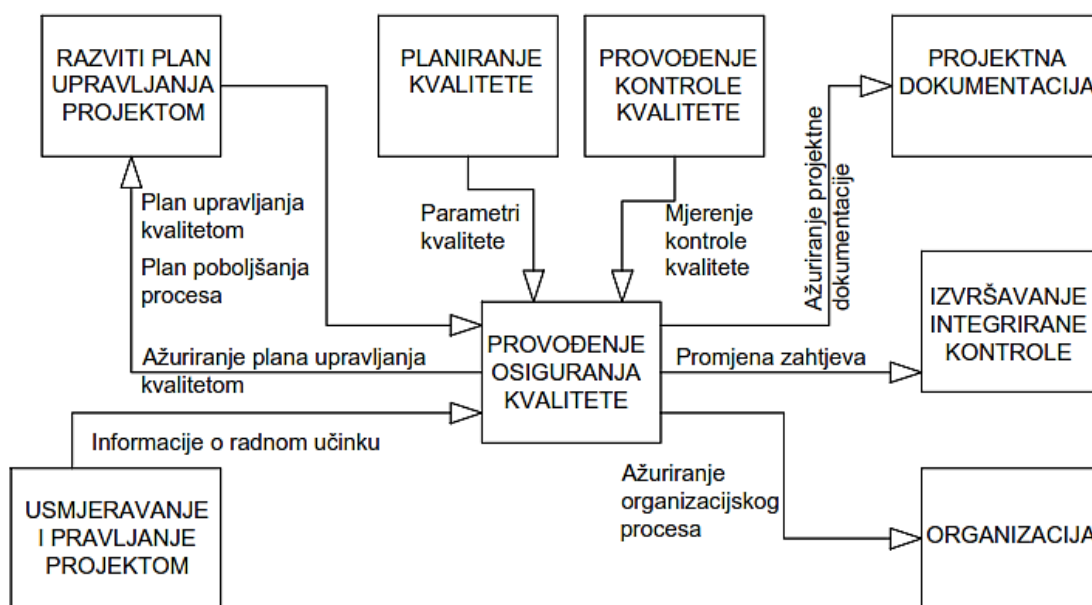 RAZVITI PLAN
UPRAVLJANJA
PROJEKTOM
PLANIRANJE
KVALITETE
PROVOĐENJE
KONTROLE
KVALITETE
PROJEKTNA
DOKUMENTACIJA
Plan upravljanja
kvalitetom
Plan poboljšanja
procesa
Parametri
kvalitete
Mjerenje
kontrole
kvalitete
Ažuriranje projektne
dokumentacije
IZVRŠAVANJE
INTEGRIRANE
KONTROLE
PROVOĐENJE
OSIGURANJA
KVALITETE
Ažuriranje plana upravljanja
kvalitetom
Promjena zahtjeva
Informacije o radnom učinku
USMJERAVANJE
I PRAVLJANJE
PROJEKTOM
Ažuriranje
organizacijskog
procesa
ORGANIZACIJA